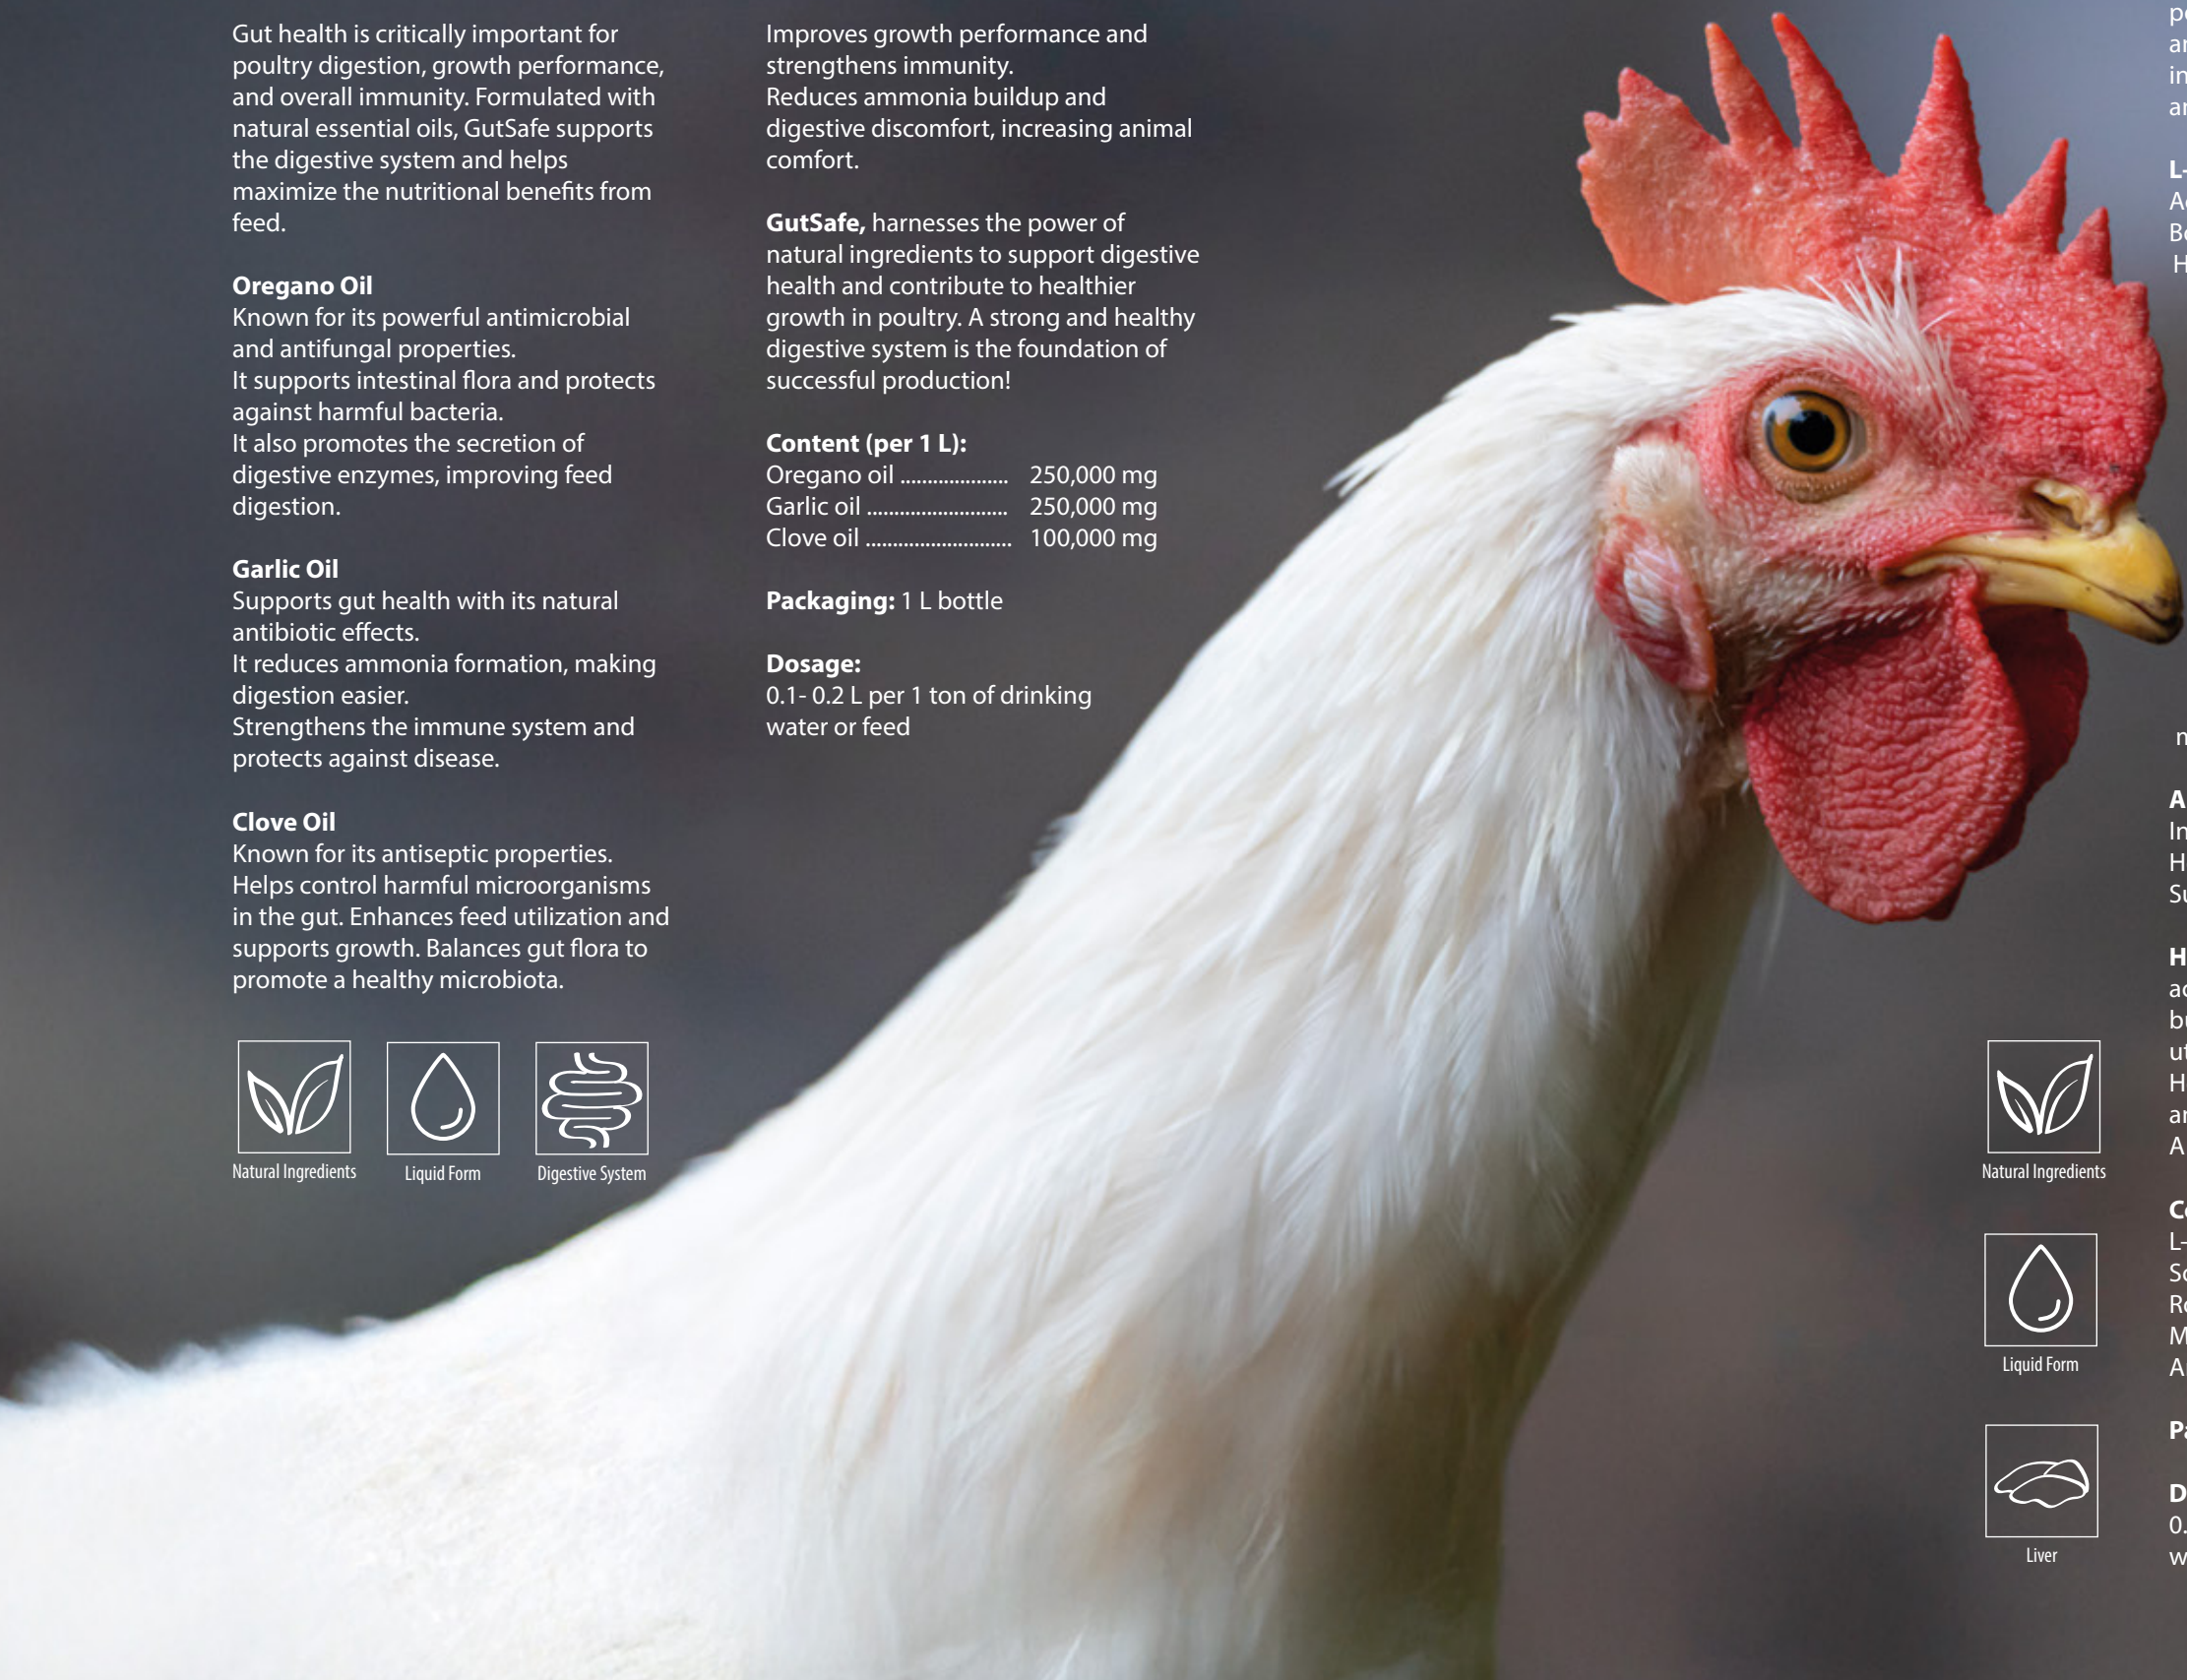 Gut health is critically important for
poultry digestion, growth performance,
and overall immunity. Formulated with
natural essential oils, GutSafe supports
the digestive system and helps
maximize the nutritional benefits from
feed.
Oregano Oil
Known for its powerful antimicrobial
and antifungal properties.
It supports intestinal flora and protects
against harmful bacteria.
It also promotes the secretion of
digestive enzymes, improving feed
digestion.
Garlic Oil
Supports gut health with its natural
antibiotic effects.
It reduces ammonia formation, making
digestion easier.
Strengthens the immune system and
protects against disease.
Clove Oil
Known for its antiseptic properties.
Helps control harmful microorganisms
in the gut. Enhances feed utilization and
supports growth. Balances gut flora to
promote a healthy microbiota.
Natural Ingredients
Liquid Form
Digestive System
Improves growth performance and
strengthens immunity.
Reduces ammonia buildup and
digestive discomfort, increasing animal
comfort.
GutSafe, harnesses the power of
natural ingredients to support digestive
health and contribute to healthier
growth in poultry. A strong and healthy
digestive system is the foundation of
successful production!
Content (per 1 L):
Oregano oil .................... 250,000 mg
Garlic oil .......................... 250,000 mg
Clove oil ........................... 100,000 mg
Packaging: 1 L bottle
Dosage:
0.1- 0.2 L per 1 ton of drinking
water or feed
Natural Ingredients
Liquid Form
Liver